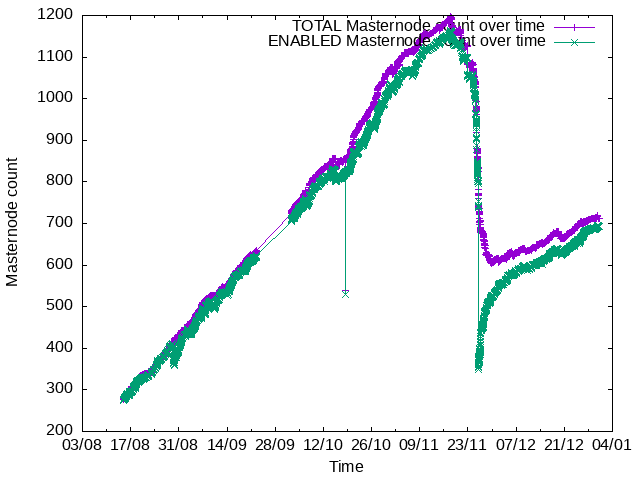 1200
TOTAL Masternode count over time
ENABLED Masternode count over time
1100
1000
900
800
700
600
500
400
300
200
Masternode count
03/08 17/08 31/08 14/09 28/09 12/10 26/10 09/11 23/11 07/12 21/12 04/01
Time